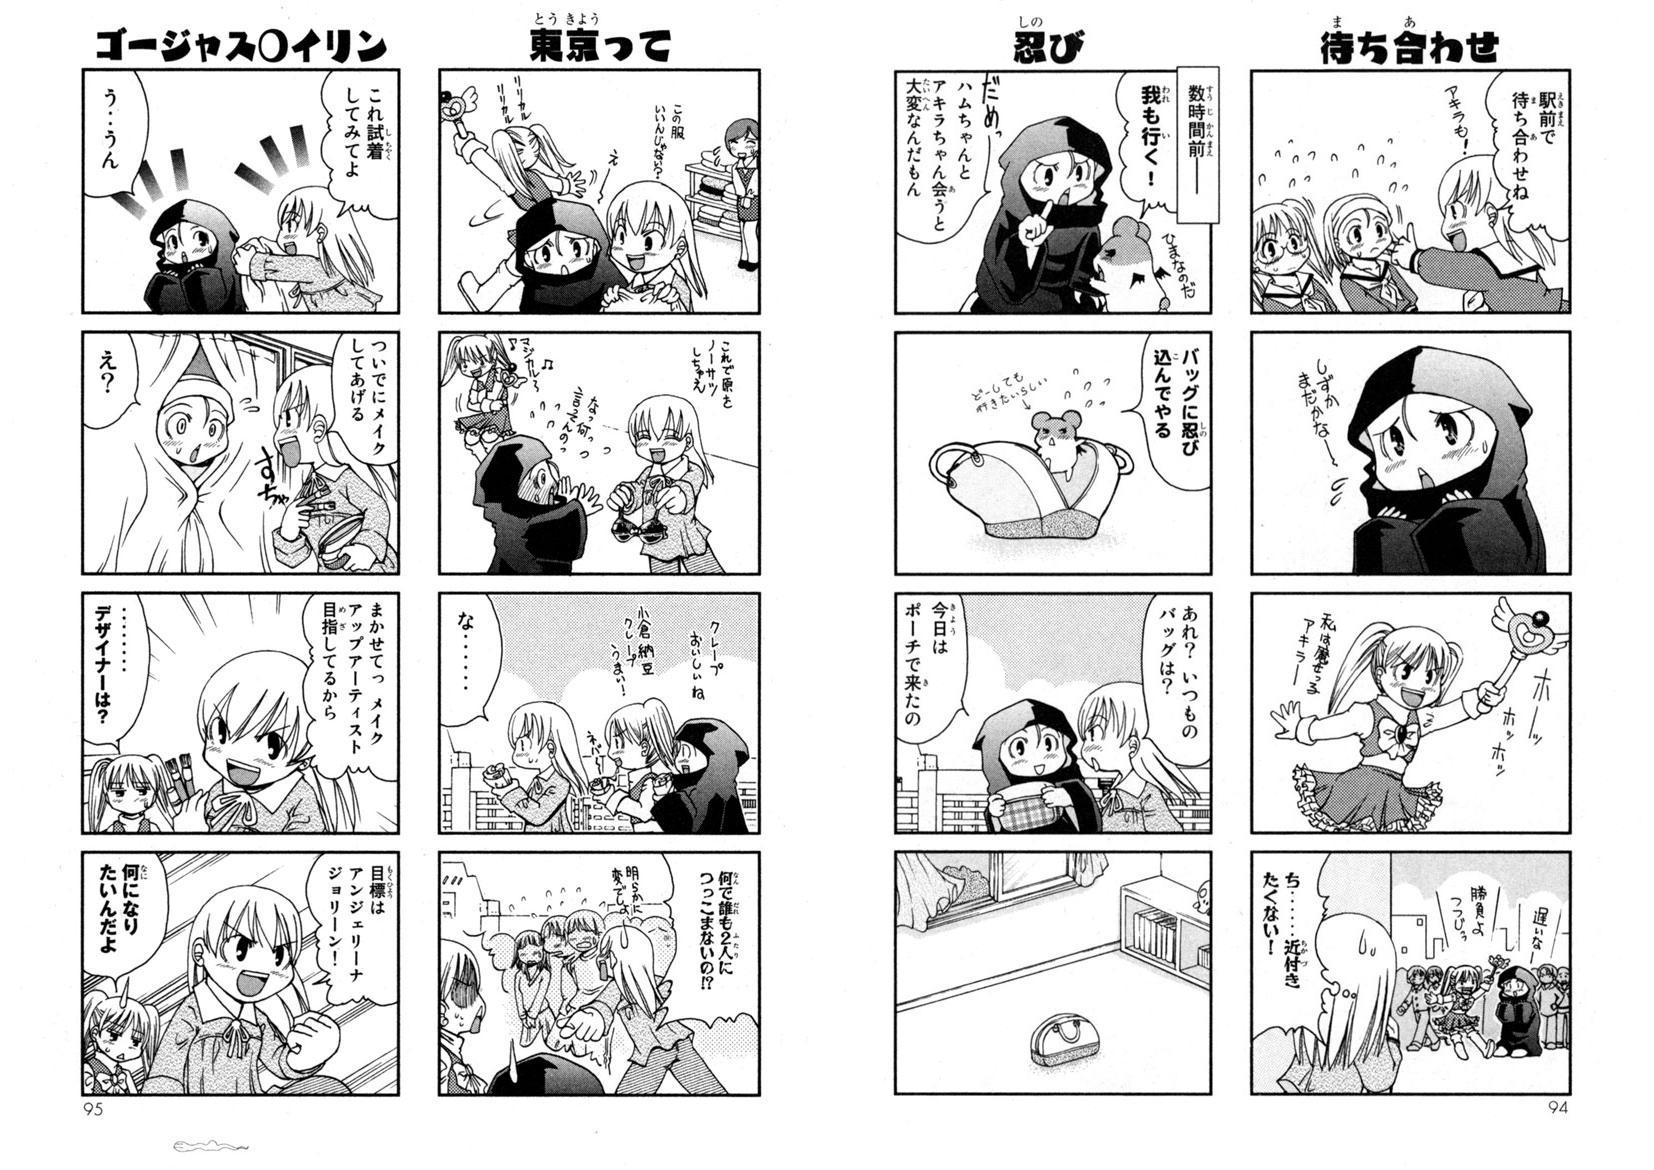 待ち合わせ
駅前で
待ち合わせね
アキラも！
しずか
まだかなー
私は魔女っ子
アキラー
ホー
ホッ
ホッ
遅いなー
勝負よ
つつじっ
ち……近付き
たくない！
94
忍び
数時間前――
我も行く！
ひまなのだ
だめっ
ハムちゃんと
アキラちゃん会うと
大変なんだもん
バッグに忍び
込んでやる
どーしても
行きたいらしい
あれ？いつもの
バッグは？
今日は
ポーチで来たの
東京って
この服
いいんじゃない？
え
リリカル
リリカル
これで原を
ノーサツ
しちゃえ
なっ何っ
言ってんのっ
マジカル
クレープ
おいしいね
小倉納豆
クレープ
うまい！
ネバー
な・・・・・
何で誰も2人に
つっこまないの!?
明らかに
変でしょ
ゴージャス○イリン
これ試着
してみてよ
う・・うん
ついでにメイク
してあげる
すちゃ
え？
まかせてっ メイク
アップアーティスト
目指してるから
・・・・・・・
デザイナーは？
目標は
アンジェリーナ
ジョリーン！
何になり
たいんだよ
95